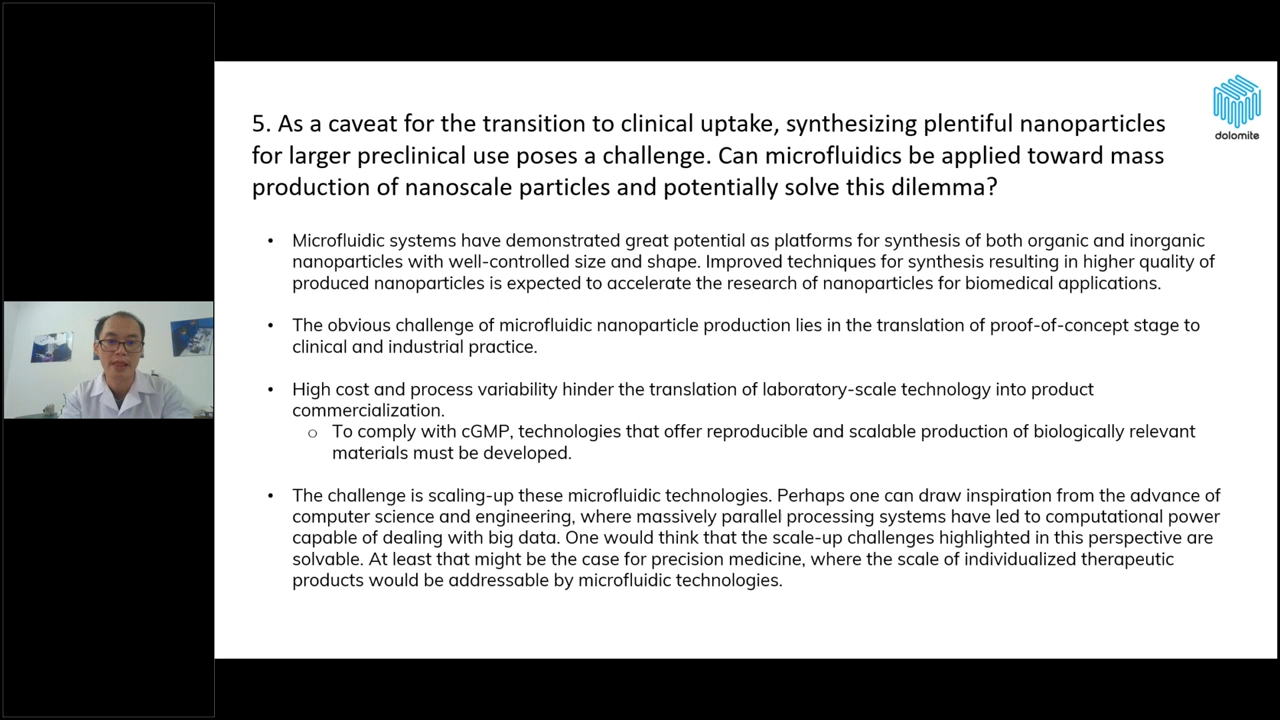 5. As a caveat for the transition to clinical uptake, synthesizing plentiful nanoparticles
for larger preclinical use poses a challenge. Can microfluidics be applied toward mass
production of nanoscale particles and potentially solve this dilemma?
dolomite
• Microfluidic systems have demonstrated great potential as platforms for synthesis of both organic and inorganic
nanoparticles with well-controlled size and shape. Improved techniques for synthesis resulting in higher quality of
produced nanoparticles is expected to accelerate the research of nanoparticles for biomedical applications.
• The obvious challenge of microfluidic nanoparticle production lies in the translation of proof-of-concept stage to
clinical and industrial practice.
• High cost and process variability hinder the translation of laboratory-scale technology into product
commercialization.
○ To comply with cGMP, technologies that offer reproducible and scalable production of biologically relevant
materials must be developed.
• The challenge is scaling-up these microfluidic technologies. Perhaps one can draw inspiration from the advance of
computer science and engineering, where massively parallel processing systems have led to computational power
capable of dealing with big data. One would think that the scale-up challenges highlighted in this perspective are
solvable. At least that might be the case for precision medicine, where the scale of individualized therapeutic
products would be addressable by microfluidic technologies.